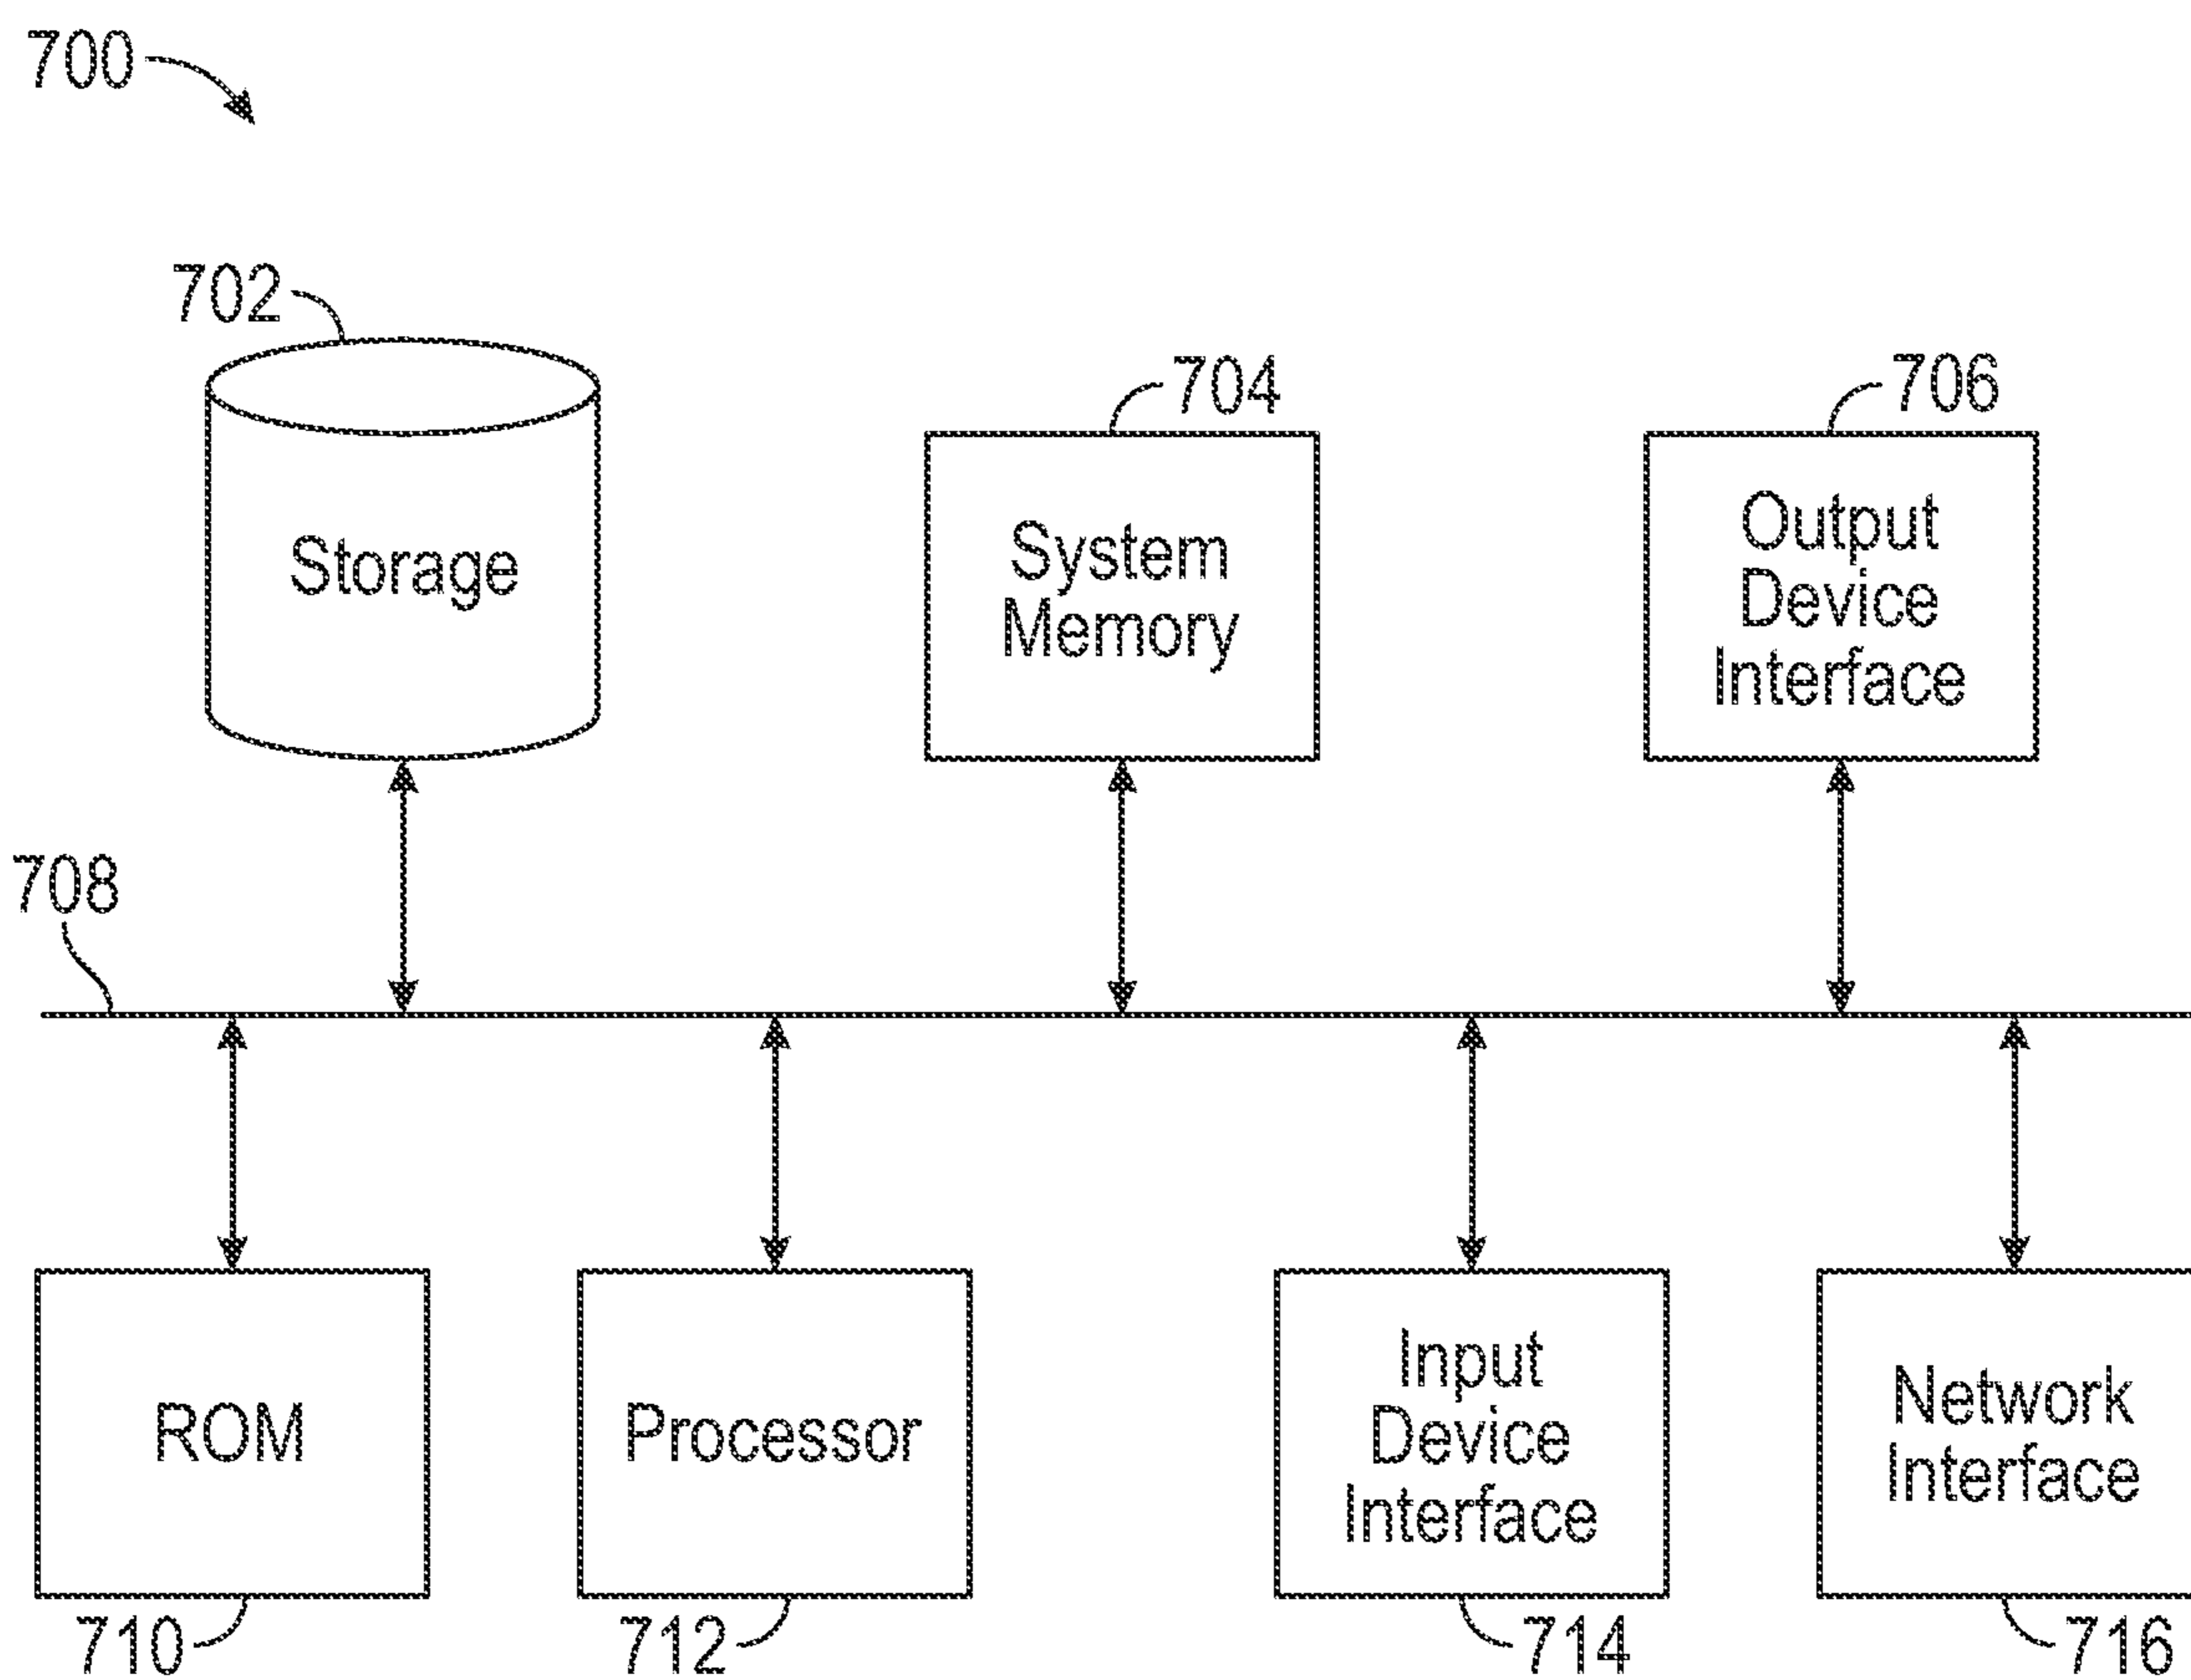 700
702
704
706
Storage
System
Memory
Output
Device
Interface
708
ROM
Processor
Input
Device
Interface
Network
Interface
710
712
714
716